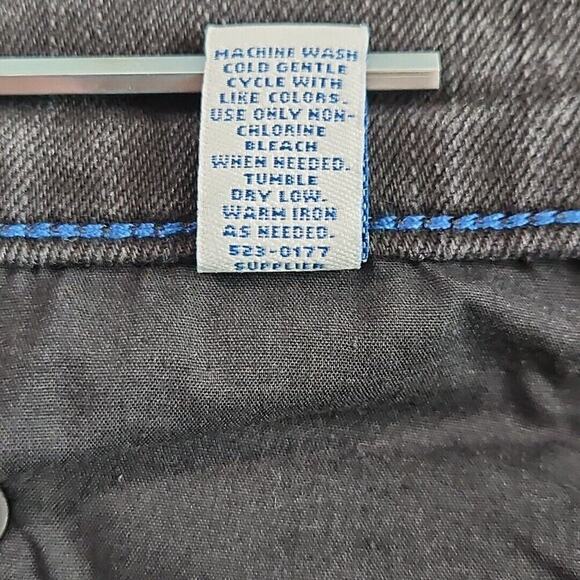 MACHINE WASH
COLD GENTLE
CYCLE WITH
LIKE COLORS.
USE ONLY NON-
CHLORINE
BLEACH
WHEN NEEDED.
TUMBLE
DRY LOW.
WARM IRON
AS NEEDED.
523-0177
SUPPLIER